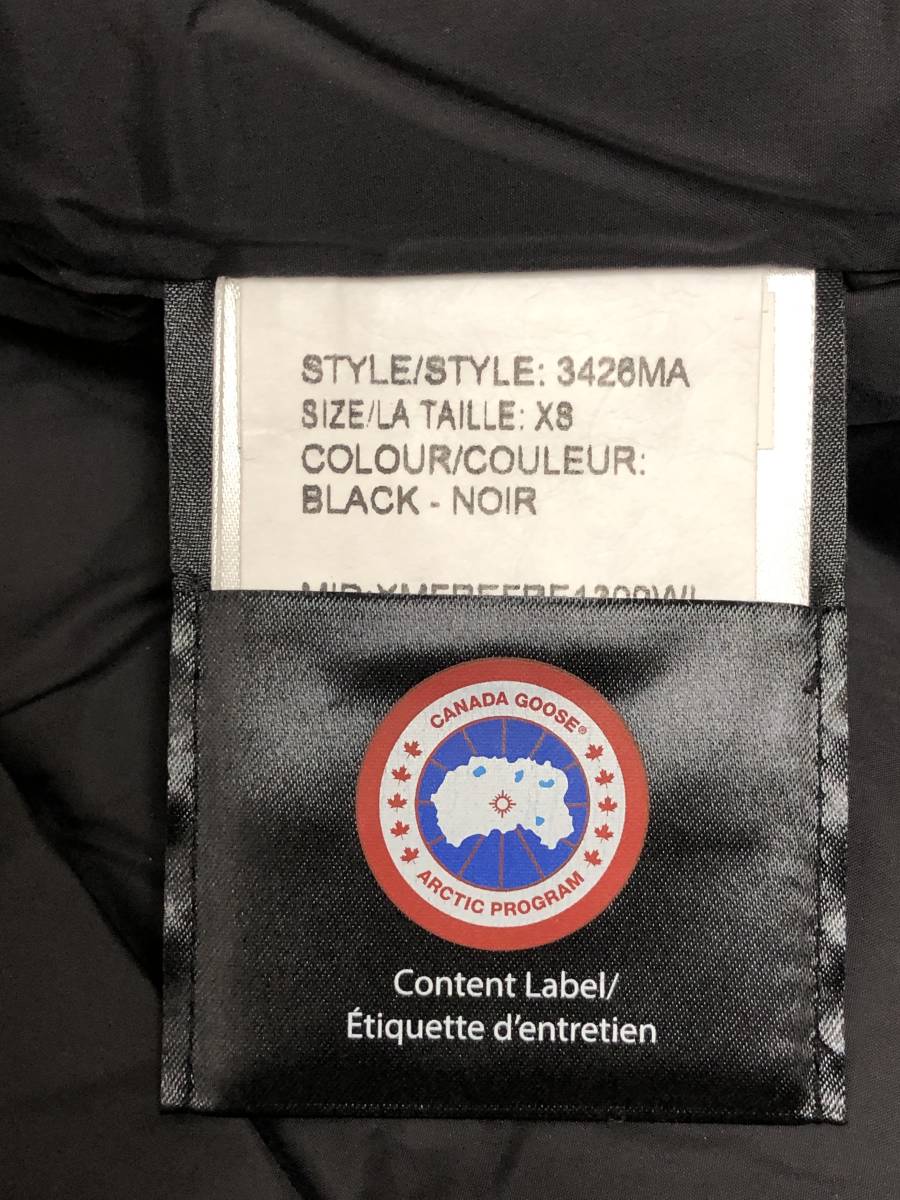 STYLE/STYLE: 3426MA
SIZE/LA TAILLE: XS
COLOUR/COULEUR:
BLACK - NOIR
CANADA GOOSE®
ARCTIC PROGRAM
Content Label/
Étiquette d'entretien